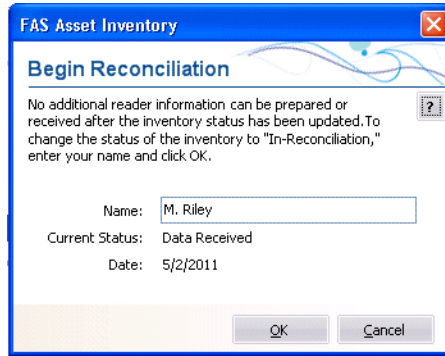 FAS Asset Inventory
Begin Reconciliation
No additional reader information can be prepared or
received after the inventory status has been updated.To
change the status of the inventory to "In-Reconciliation,"
enter your name and click OK.
?
Name: M. Riley
Current Status: Data Received
Date: 5/2/2011
OK Cancel